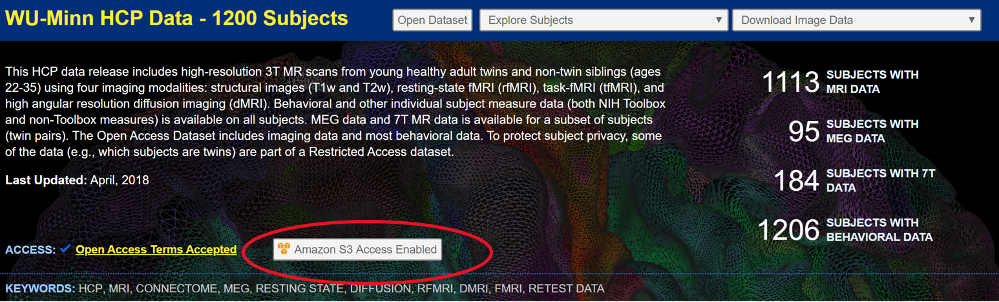 WU-Minn HCP Data - 1200 Subjects
Open Dataset
Explore Subjects
Download Image Data
This HCP data release includes high-resolution 3T MR scans from young healthy adult twins and non-twin siblings (ages
22-35) using four imaging modalities: structural images (T1w and T2w), resting-state fMRI (rfMRI), task-fMRI (tfMRI), and
high angular resolution diffusion imaging (dMRI). Behavioral and other individual subject measure data (both NIH Toolbox
and non-Toolbox measures) is available on all subjects. MEG data and 7T MR data is available for a subset of subjects
(twin pairs). The Open Access Dataset includes imaging data and most behavioral data. To protect subject privacy, some
of the data (e.g., which subjects are twins) are part of a Restricted Access dataset.
Last Updated: April, 2018
1113 SUBJECTS WITH
MRI DATA
95 SUBJECTS WITH
MEG DATA
184 SUBJECTS WITH 7T
DATA
1206 SUBJECTS WITH
BEHAVIORAL DATA
ACCESS: ✔ Open Access Terms Accepted
Amazon S3 Access Enabled
KEYWORDS: HCP, MRI, CONNECTOME, MEG, RESTING STATE, DIFFUSION, RFMRI, DMRI, FMRI, RETEST DATA